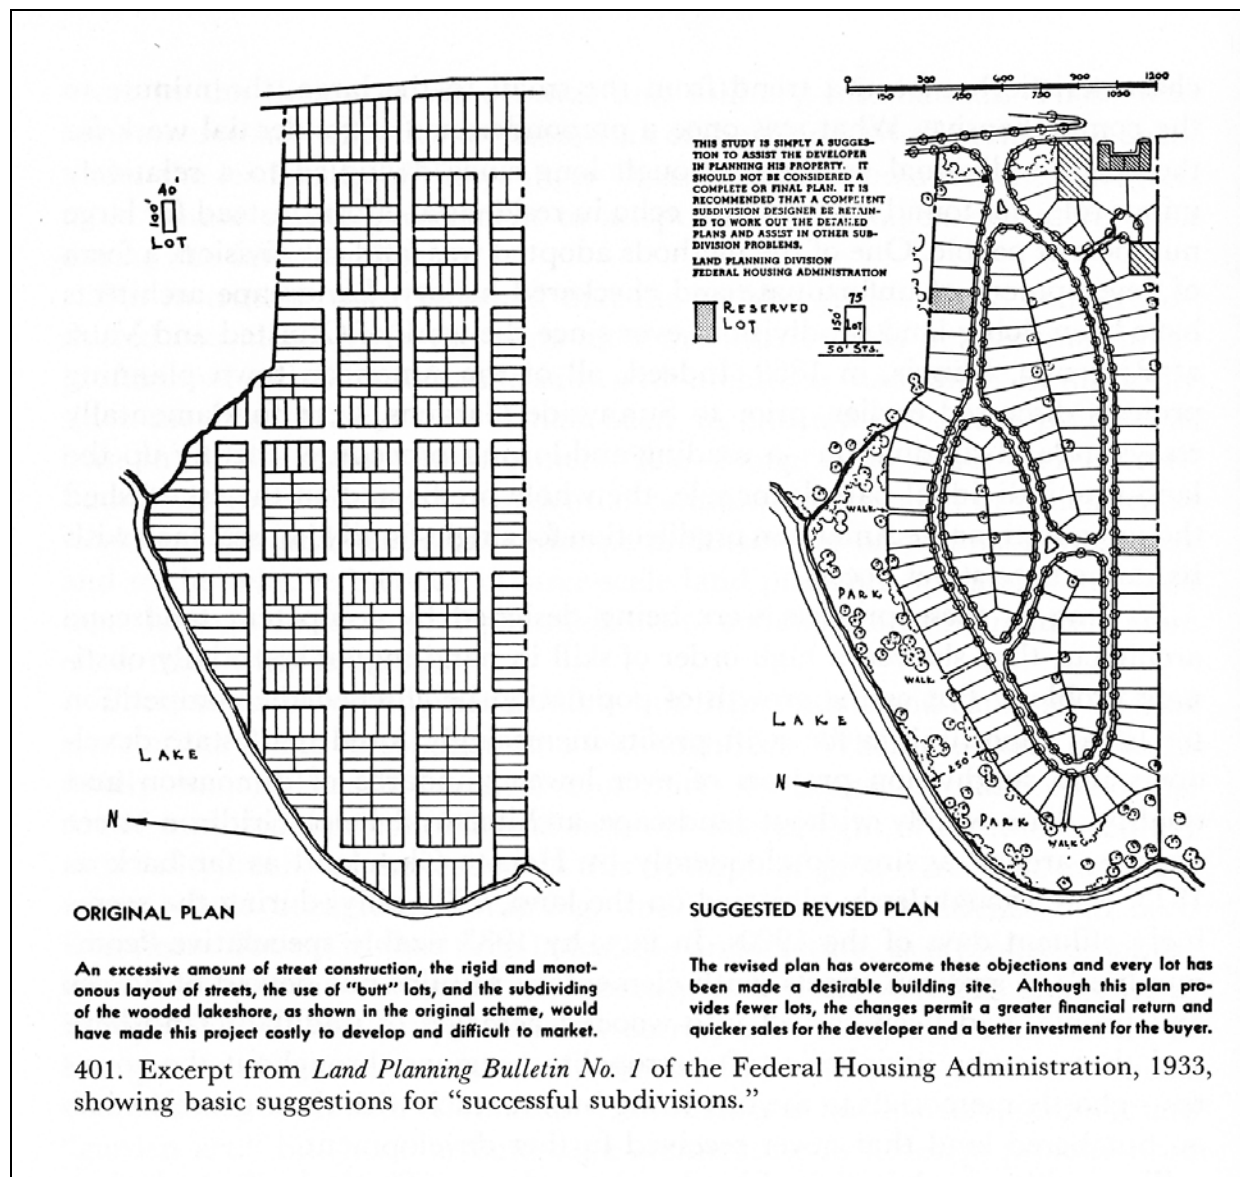 0 300 600 900 1200
150 450 750 1050
THIS STUDY IS SIMPLY A SUGGES-
TION TO ASSIST THE DEVELOPER
IN PLANNING HIS PROPERTY. IT
SHOULD NOT BE CONSIDERED A
COMPLETE OR FINAL PLAN. IT IS
RECOMMENDED THAT A COMPETENT
SUBDIVISION DESIGNER BE RETAIN-
ED TO WORK OUT THE DETAILED
PLANS AND ASSIST IN OTHER SUB-
DIVISION PROBLEMS.
LAND PLANNING DIVISION
FEDERAL HOUSING ADMINISTRATION
RESERVED
LOT
75'
150'
LOT
50' STS.
40'
LOT
LAKE
N
WALK
PARK
WALK
LAKE
250'
N
PARK
WALK
ORIGINAL PLAN
An excessive amount of street construction, the rigid and monot-
onous layout of streets, the use of "butt" lots, and the subdividing
of the wooded lakeshore, as shown in the original scheme, would
have made this project costly to develop and difficult to market.
SUGGESTED REVISED PLAN
The revised plan has overcome these objections and every lot has
been made a desirable building site. Although this plan pro-
vides fewer lots, the changes permit a greater financial return and
quicker sales for the developer and a better investment for the buyer.
401. Excerpt from Land Planning Bulletin No. 1 of the Federal Housing Administration, 1933,
showing basic suggestions for “successful subdivisions.”